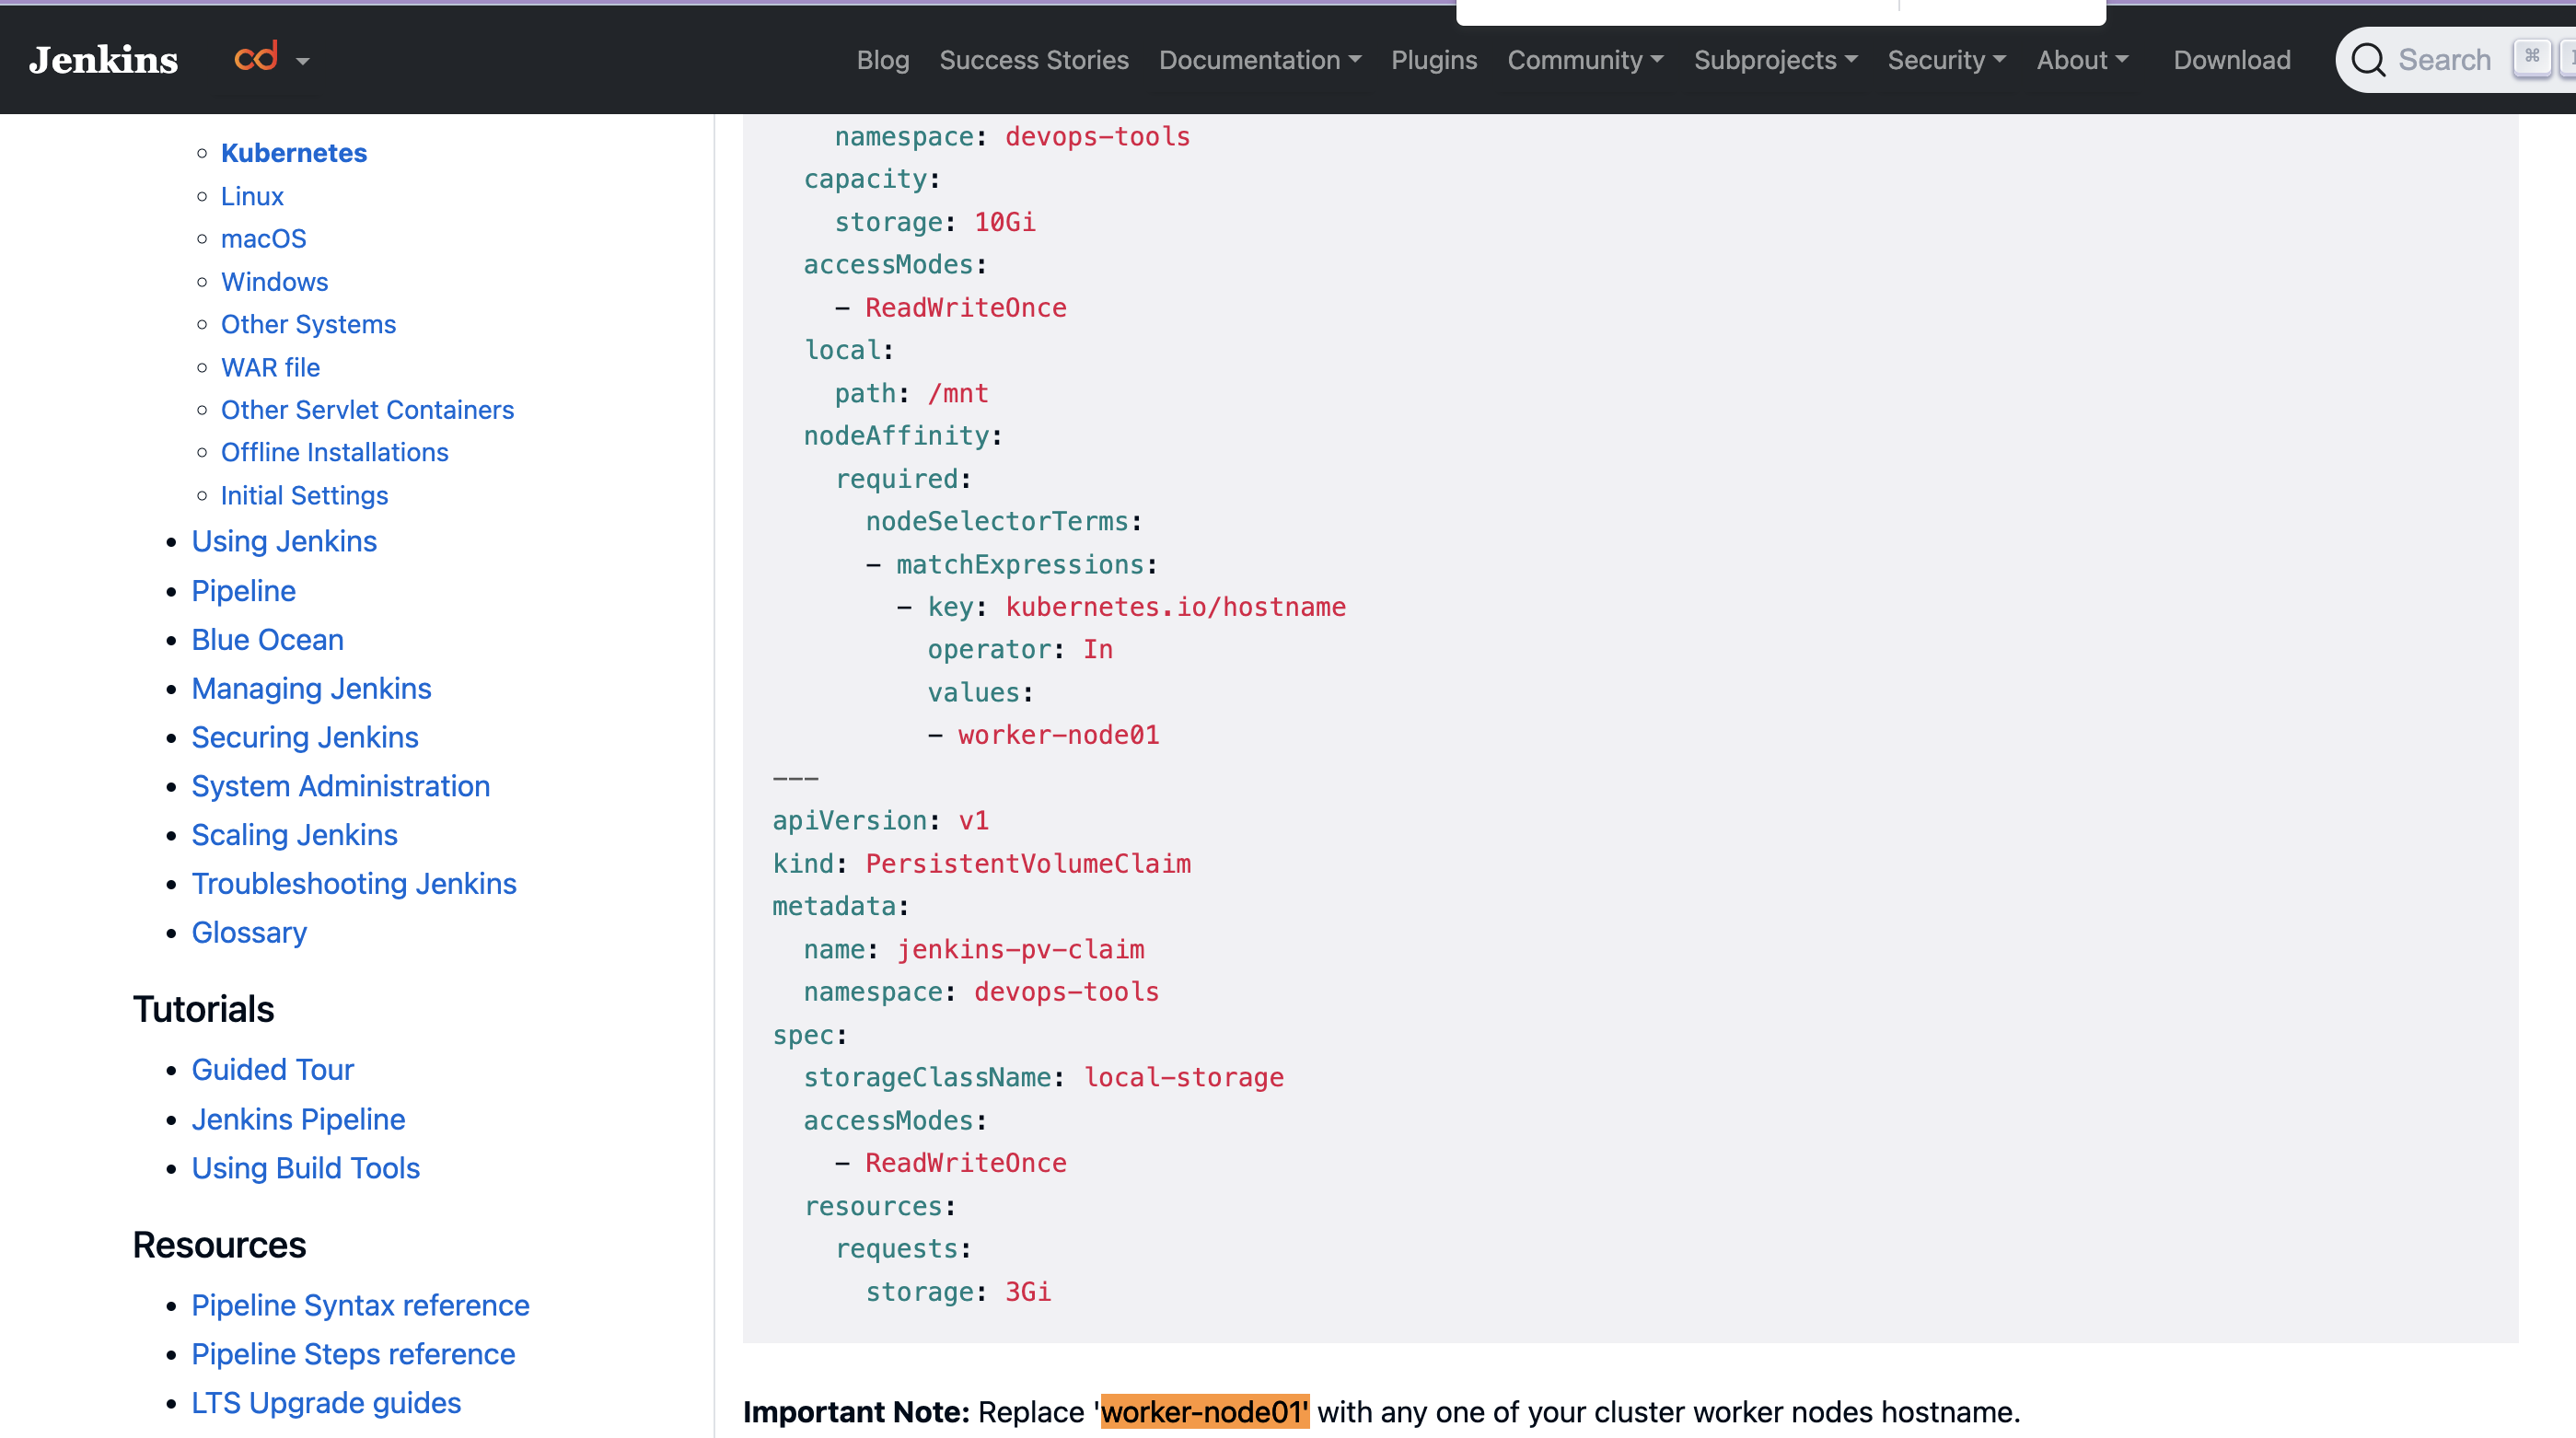 Jenkins
Blog Success Stories Documentation Plugins Community Subprojects Security About Download Search ⌘
Kubernetes
Linux
macOS
Windows
Other Systems
WAR file
Other Servlet Containers
Offline Installations
Initial Settings
Using Jenkins
Pipeline
Blue Ocean
Managing Jenkins
Securing Jenkins
System Administration
Scaling Jenkins
Troubleshooting Jenkins
Glossary
Tutorials
Guided Tour
Jenkins Pipeline
Using Build Tools
Resources
Pipeline Syntax reference
Pipeline Steps reference
LTS Upgrade guides
namespace: devops-tools
capacity:
storage: 10Gi
accessModes:
- ReadWriteOnce
local:
path: /mnt
nodeAffinity:
required:
nodeSelectorTerms:
- matchExpressions:
- key: kubernetes.io/hostname
operator: In
values:
- worker-node01
---
apiVersion: v1
kind: PersistentVolumeClaim
metadata:
name: jenkins-pv-claim
namespace: devops-tools
spec:
storageClassName: local-storage
accessModes:
- ReadWriteOnce
resources:
requests:
storage: 3Gi
Important Note: Replace 'worker-node01' with any one of your cluster worker nodes hostname.